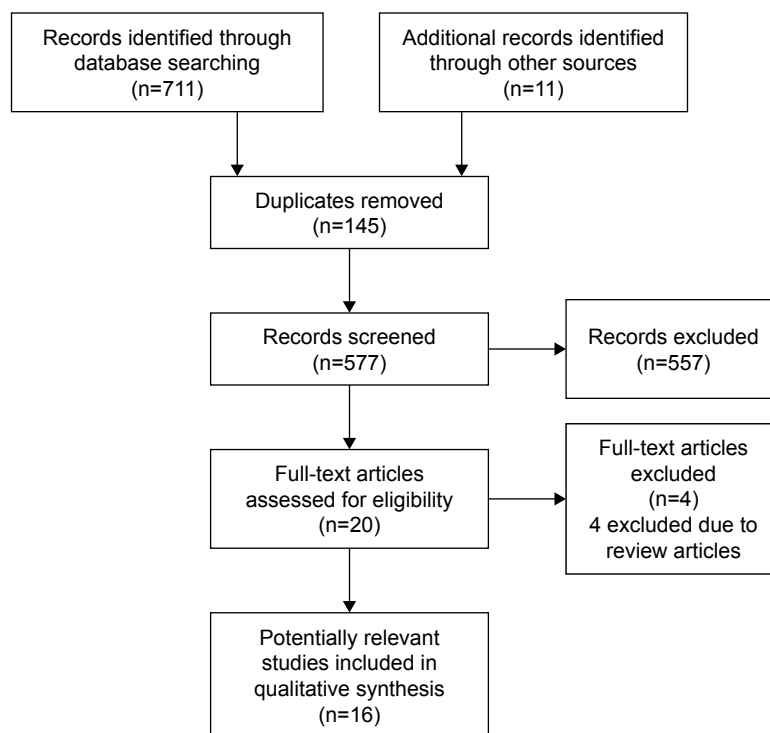 Records identified through
database searching
(n=711)
Additional records identified
through other sources
(n=11)
Duplicates removed
(n=145)
Records screened
(n=577)
Records excluded
(n=557)
Full-text articles
assessed for eligibility
(n=20)
Full-text articles
excluded
(n=4)
4 excluded due to
review articles
Potentially relevant
studies included in
qualitative synthesis
(n=16)